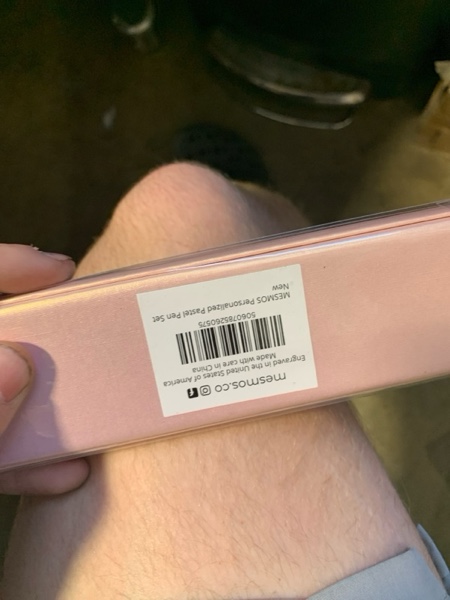 mesmos.co
Engraved in the United States of America
Made with care in China
5060785260575
MESMOS Personalized Pastel Pen Set
New